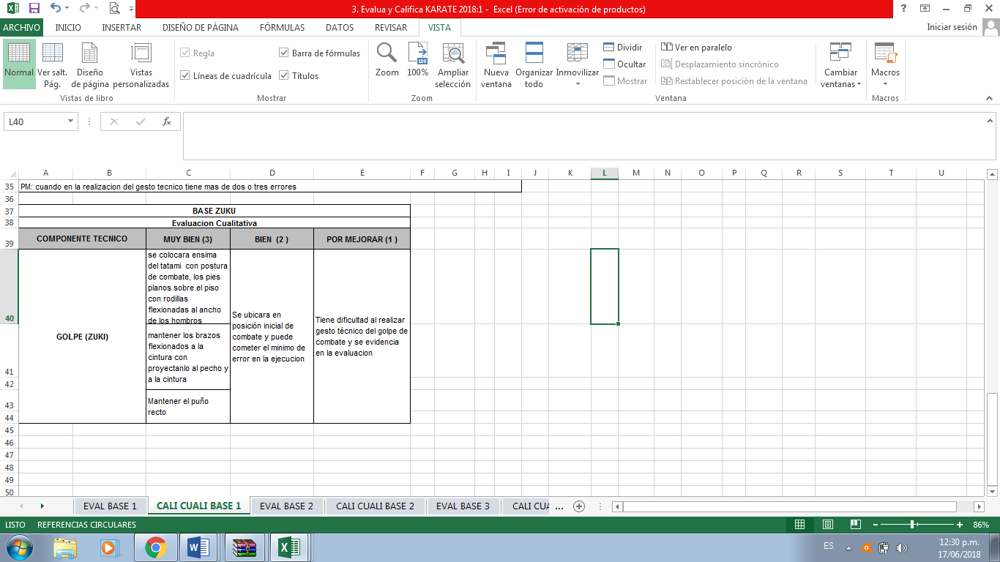 3. Evalua y Califica KARATE 2018:1 - Excel (Error de activación de productos)
ARCHIVO INICIO INSERTAR DISEÑO DE PÁGINA FÓRMULAS DATOS REVISAR VISTA Iniciar sesión
Normal
Ver salt. Pág.
Diseño de página
Vistas personalizadas
Vistas de libro
Regla
Barra de fórmulas
Líneas de cuadrícula
Títulos
Mostrar
Zoom
100
100%
Ampliar selección
Zoom
Nueva ventana
Organizar todo
Inmovilizar
Dividir
Ocultar
Mostrar
Ver en paralelo
Desplazamiento sincrónico
Restablecer posición de la ventana
Cambiar ventanas
Ventana
Macros
Macros
L40
fx
A B C D E F G H I J K L M N O P Q R S T U
35 PM: cuando en la realizacion del gesto tecnico tiene mas de dos o tres errores
36
37 BASE ZUKU
38 Evaluacion Cualitativa
39 COMPONENTE TECNICO MUY BIEN (3) BIEN (2 ) POR MEJORAR (1 )
40
GOLPE (ZUKI)
se colocara ensima
del tatami con postura
de combate, los pies
planos sobre el piso
con rodillas
flexionadas al ancho
de los hombros
41
mantener los brazos
flexionados a la
cintura con
proyectanlo al pecho y
a la cintura
42
43
Mantener el puño
recto
44
Se ubicara en
posición inicial de
combate y puede
cometer el minimo de
error en la ejecucion
Tiene dificultad al realizar
gesto técnico del golpe de
combate y se evidencia
en la evaluacion
45
46
47
48
49
50
EVAL BASE 1 CALI CUALI BASE 1 EVAL BASE 2 CALI CUALI BASE 2 EVAL BASE 3 CALI CUA ...
LISTO REFERENCIAS CIRCULARES 86%
ES 12:30 p.m.
17/06/2018